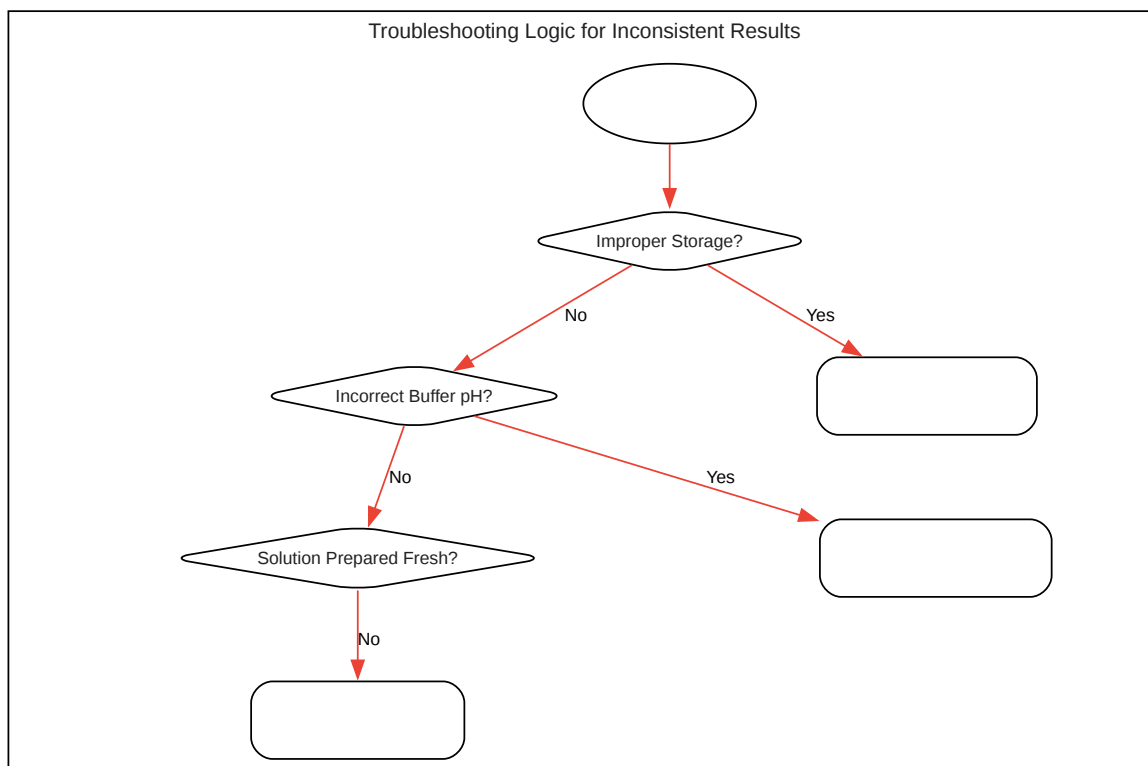 Troubleshooting Logic for Inconsistent Results
Improper Storage?
No
Yes
Incorrect Buffer pH?
No
Yes
Solution Prepared Fresh?
No